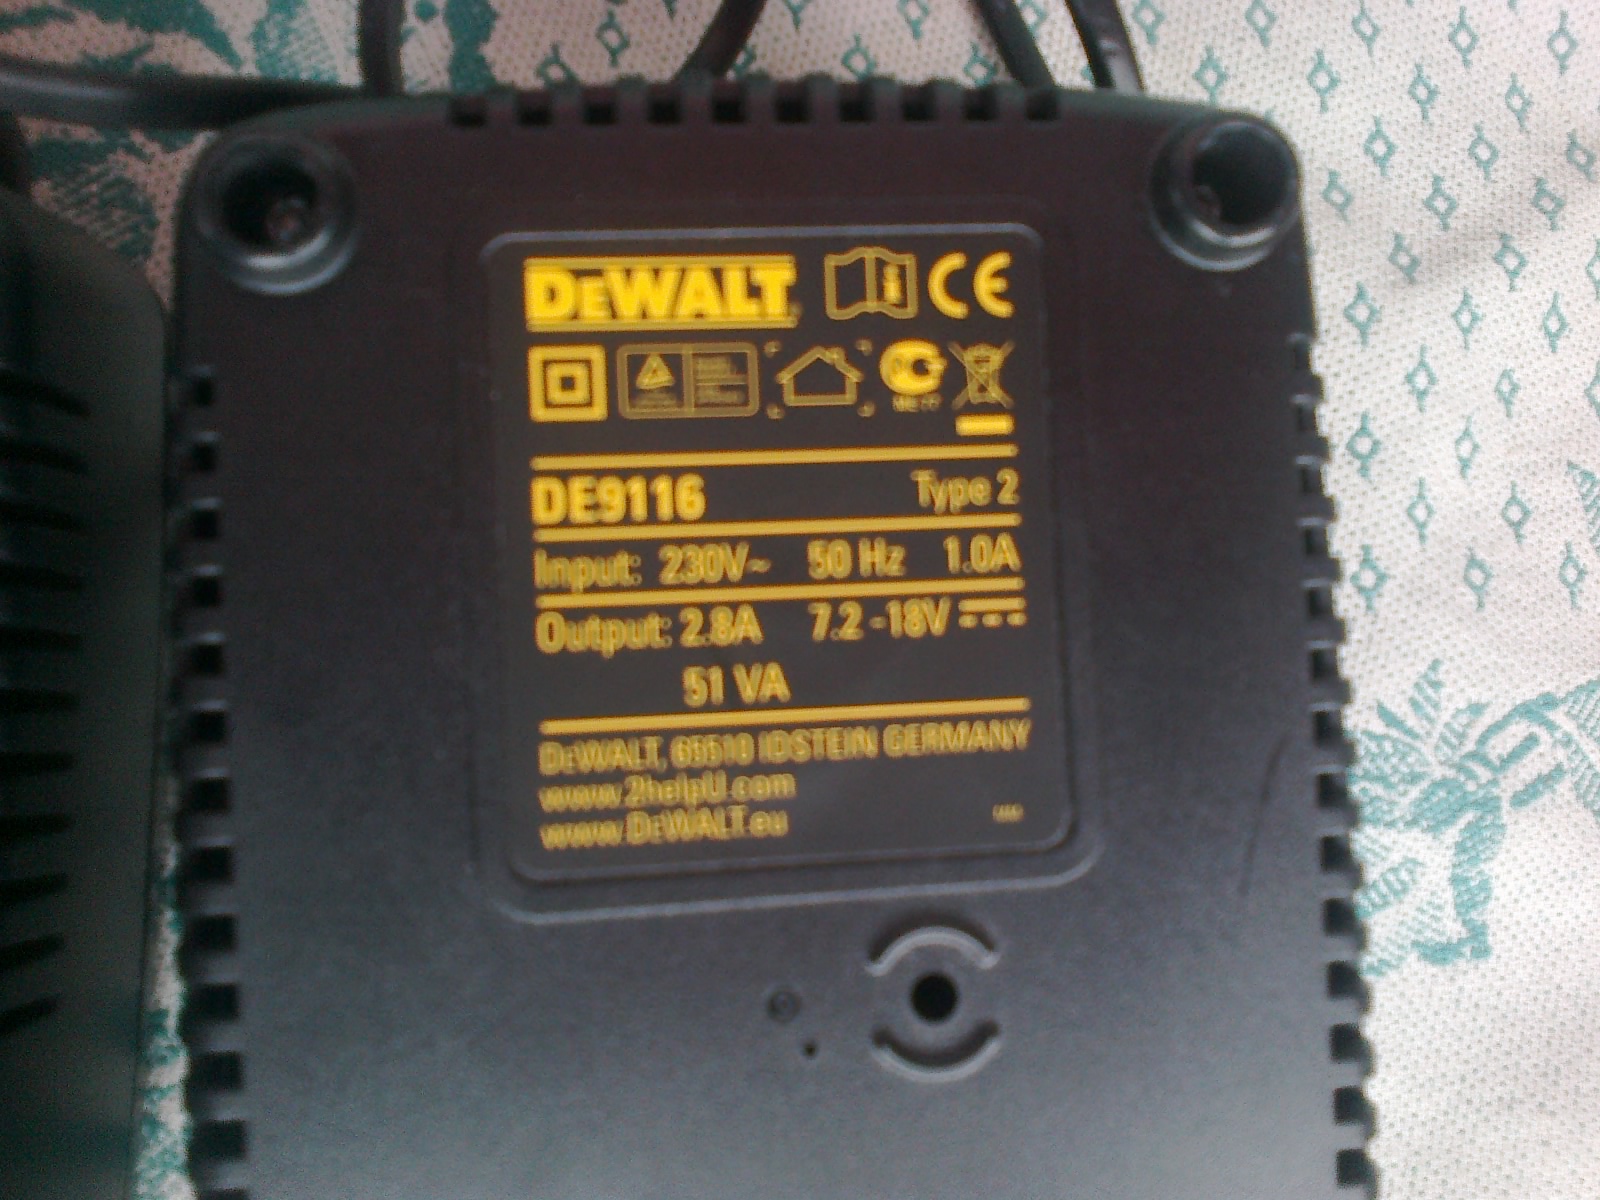 DEWALT
CE
DE9116 Type 2
Input: 230V~ 50 Hz 1.0A
Output: 2.8A 7.2 -18V
51 VA
DEWALT, 65510 IDSTEIN GERMANY
www.2helpU.com
www.DEWALT.eu